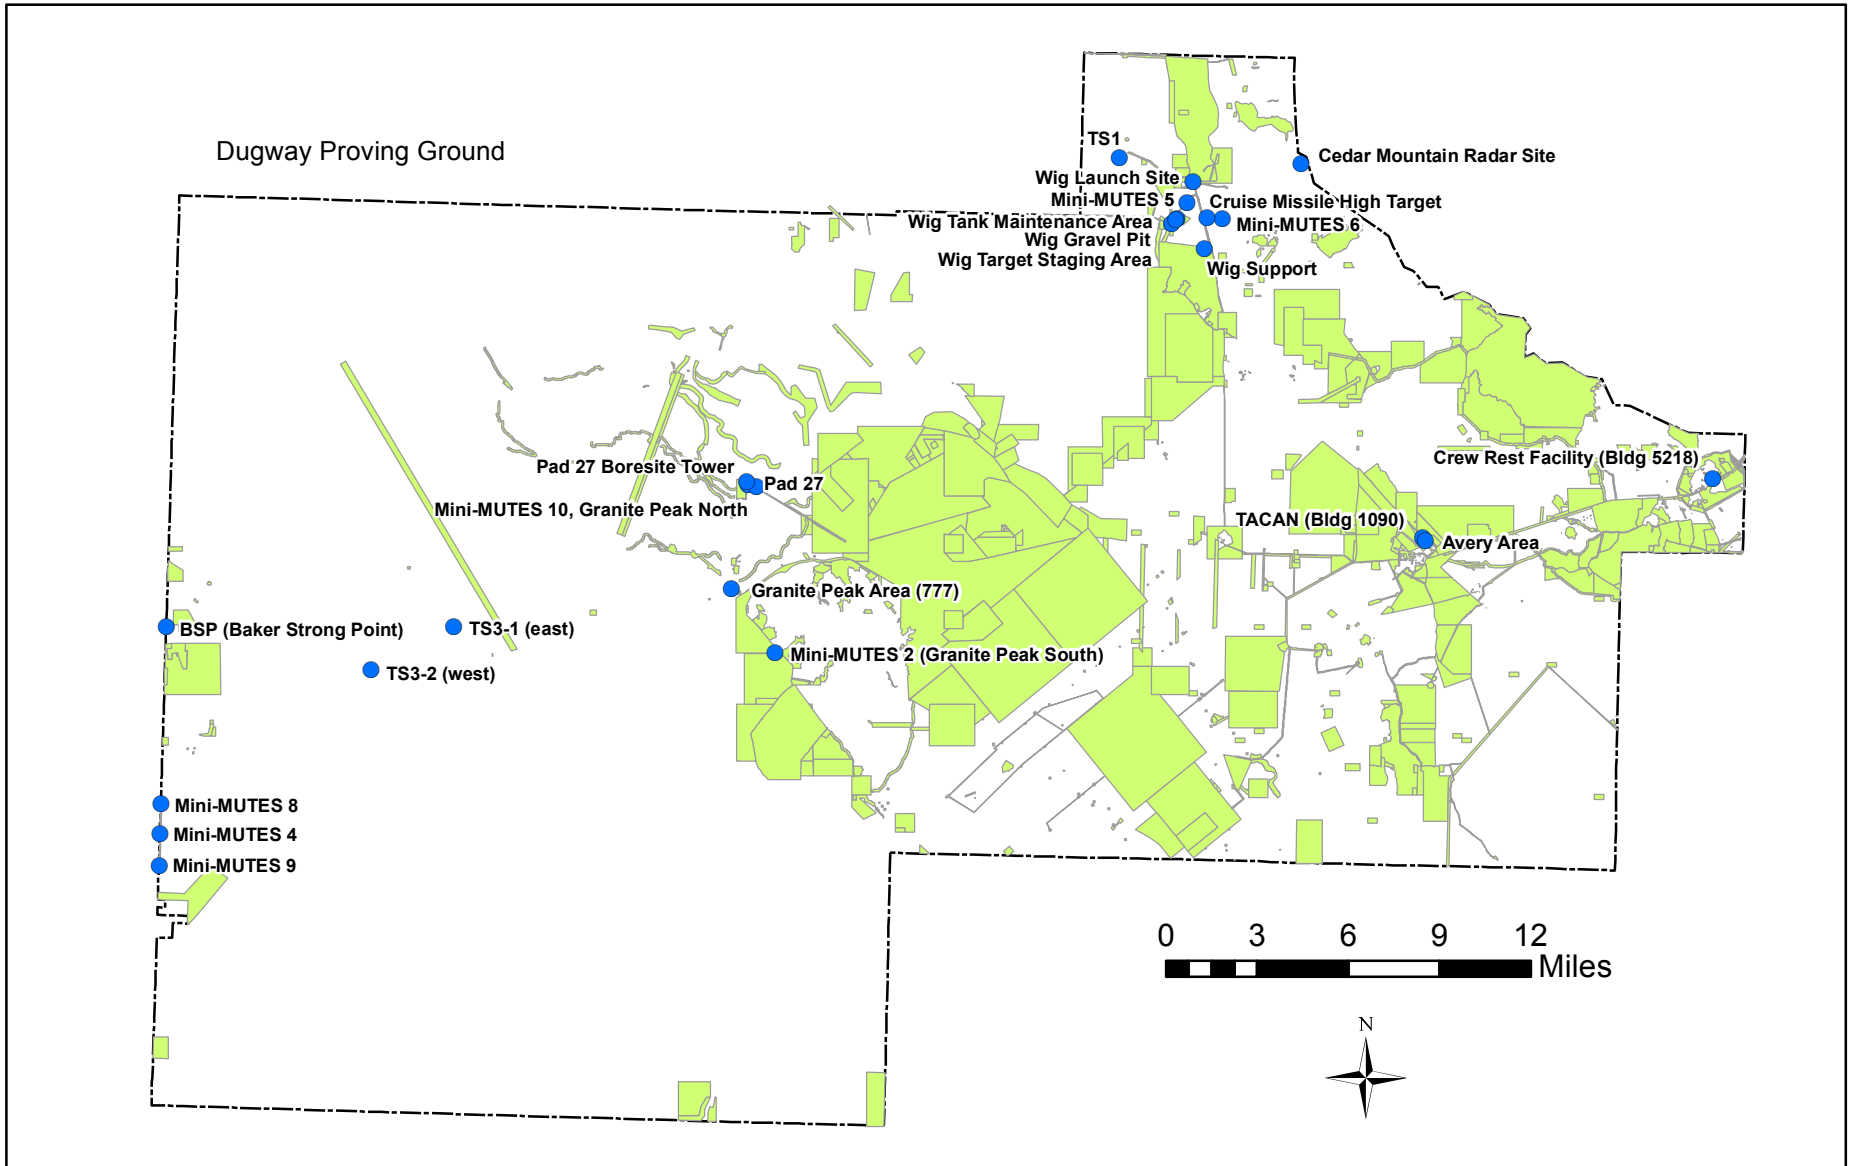 Dugway Proving Ground
TS1
Cedar Mountain Radar Site
Wig Launch Site
Mini-MUTES 5
Cruise Missile High Target
Wig Tank Maintenance Area
Mini-MUTES 6
Wig Gravel Pit
Wig Target Staging Area
Wig Support
Crew Rest Facility (Bldg 5218)
Pad 27 Boresite Tower
Pad 27
Mini-MUTES 10, Granite Peak North
TACAN (Bldg 1090)
Avery Area
Granite Peak Area (777)
BSP (Baker Strong Point)
TS3-1 (east)
Mini-MUTES 2 (Granite Peak South)
TS3-2 (west)
Mini-MUTES 8
Mini-MUTES 4
Mini-MUTES 9
0 3 6 9 12
Miles
N